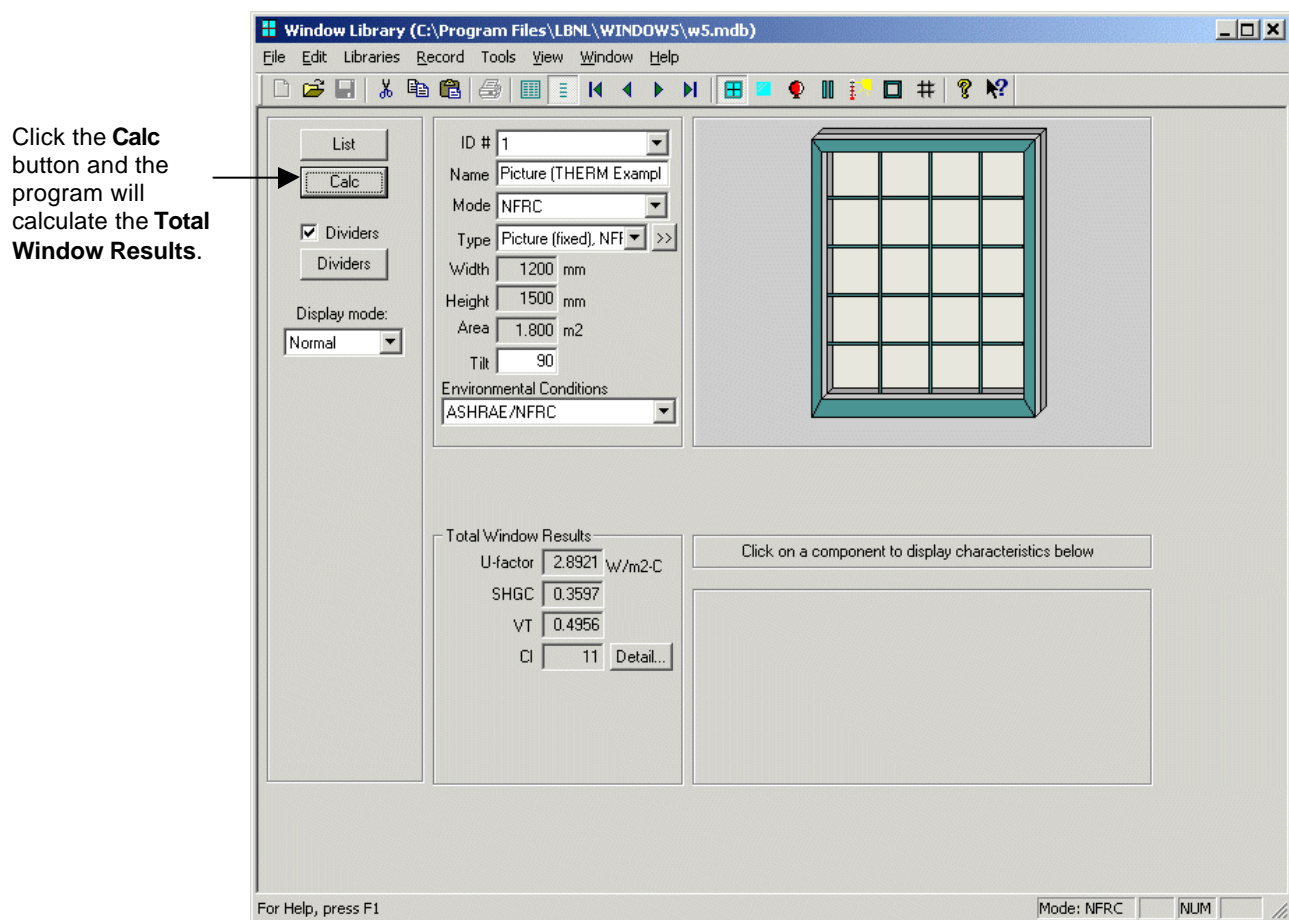 Window Library (C:\Program Files\LBNL\WINDOW5\w5.mdb)
File Edit Libraries Record Tools View Window Help
Click the Calc
button and the
program will
calculate the Total
Window Results.
List
Calc
Dividers
Dividers
Display mode:
Normal
ID # 1
Name Picture (THERM Exampl
Mode NFRC
Type Picture (fixed), NFF >>
Width 1200 mm
Height 1500 mm
Area 1.800 m2
Tilt 90
Environmental Conditions
ASHRAE/NFRC
Total Window Results
U-factor 2.8921 W/m2-C
SHGC 0.3597
VT 0.4956
CI 11 Detail...
Click on a component to display characteristics below
For Help, press F1
Mode: NFRC NUM